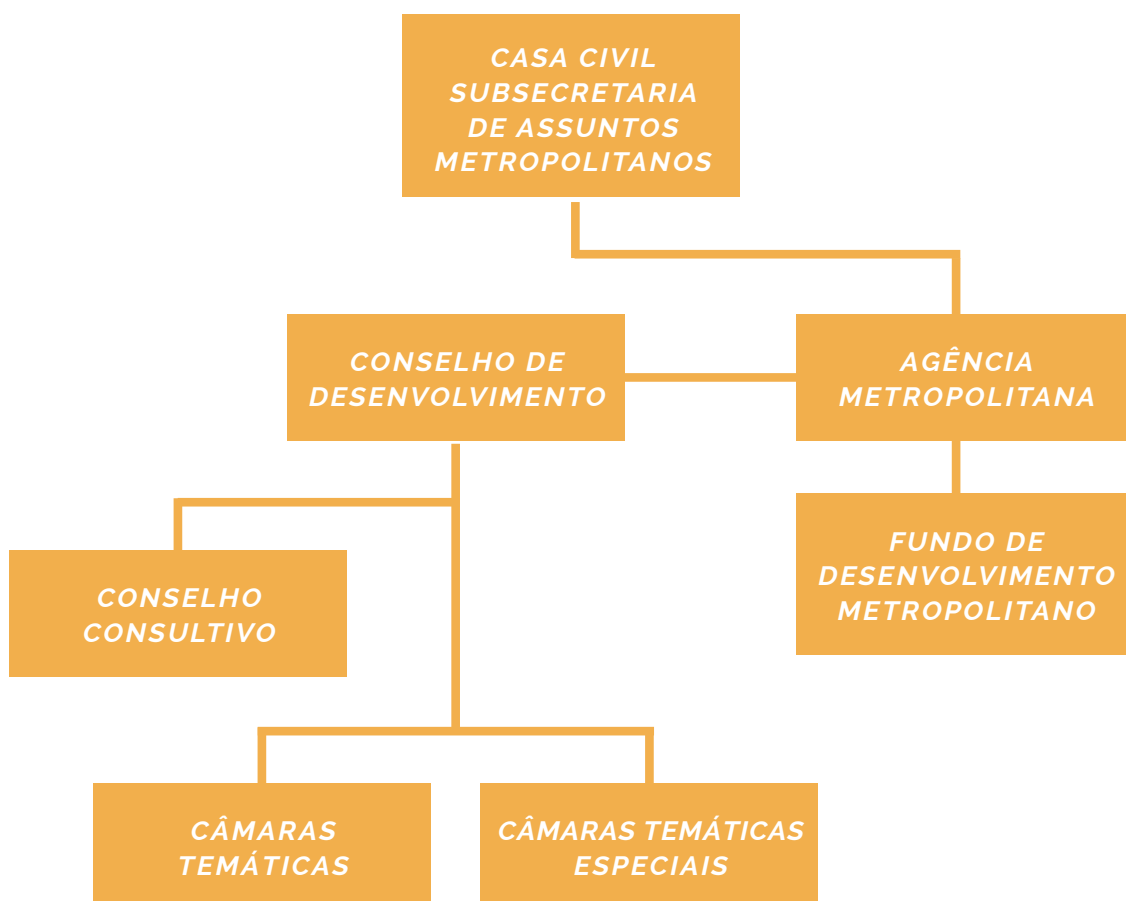 CASA CIVIL
SUBSECRETARIA
DE ASSUNTOS
METROPOLITANOS
CONSELHO DE
DESENVOLVIMENTO
AGÊNCIA
METROPOLITANA
FUNDO DE
DESENVOLVIMENTO
METROPOLITANO
CONSELHO
CONSULTIVO
CÂMARAS
TEMÁTICAS
CÂMARAS TEMÁTICAS
ESPECIAIS